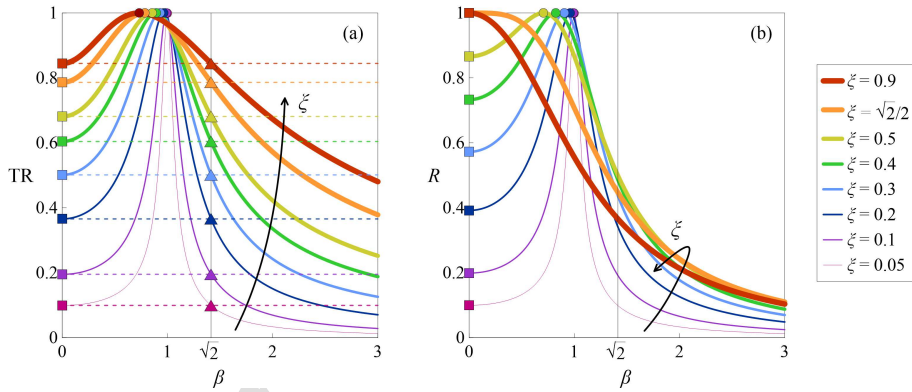 (a)
1
0.8
0.6
TR
0.4
0.2
0
0 1 √2 2 3
β
ξ
(b)
1
0.8
0.6
R
0.4
0.2
0
0 1 √2 2 3
β
ξ
ξ = 0.9
ξ = √2/2
ξ = 0.5
ξ = 0.4
ξ = 0.3
ξ = 0.2
ξ = 0.1
ξ = 0.05